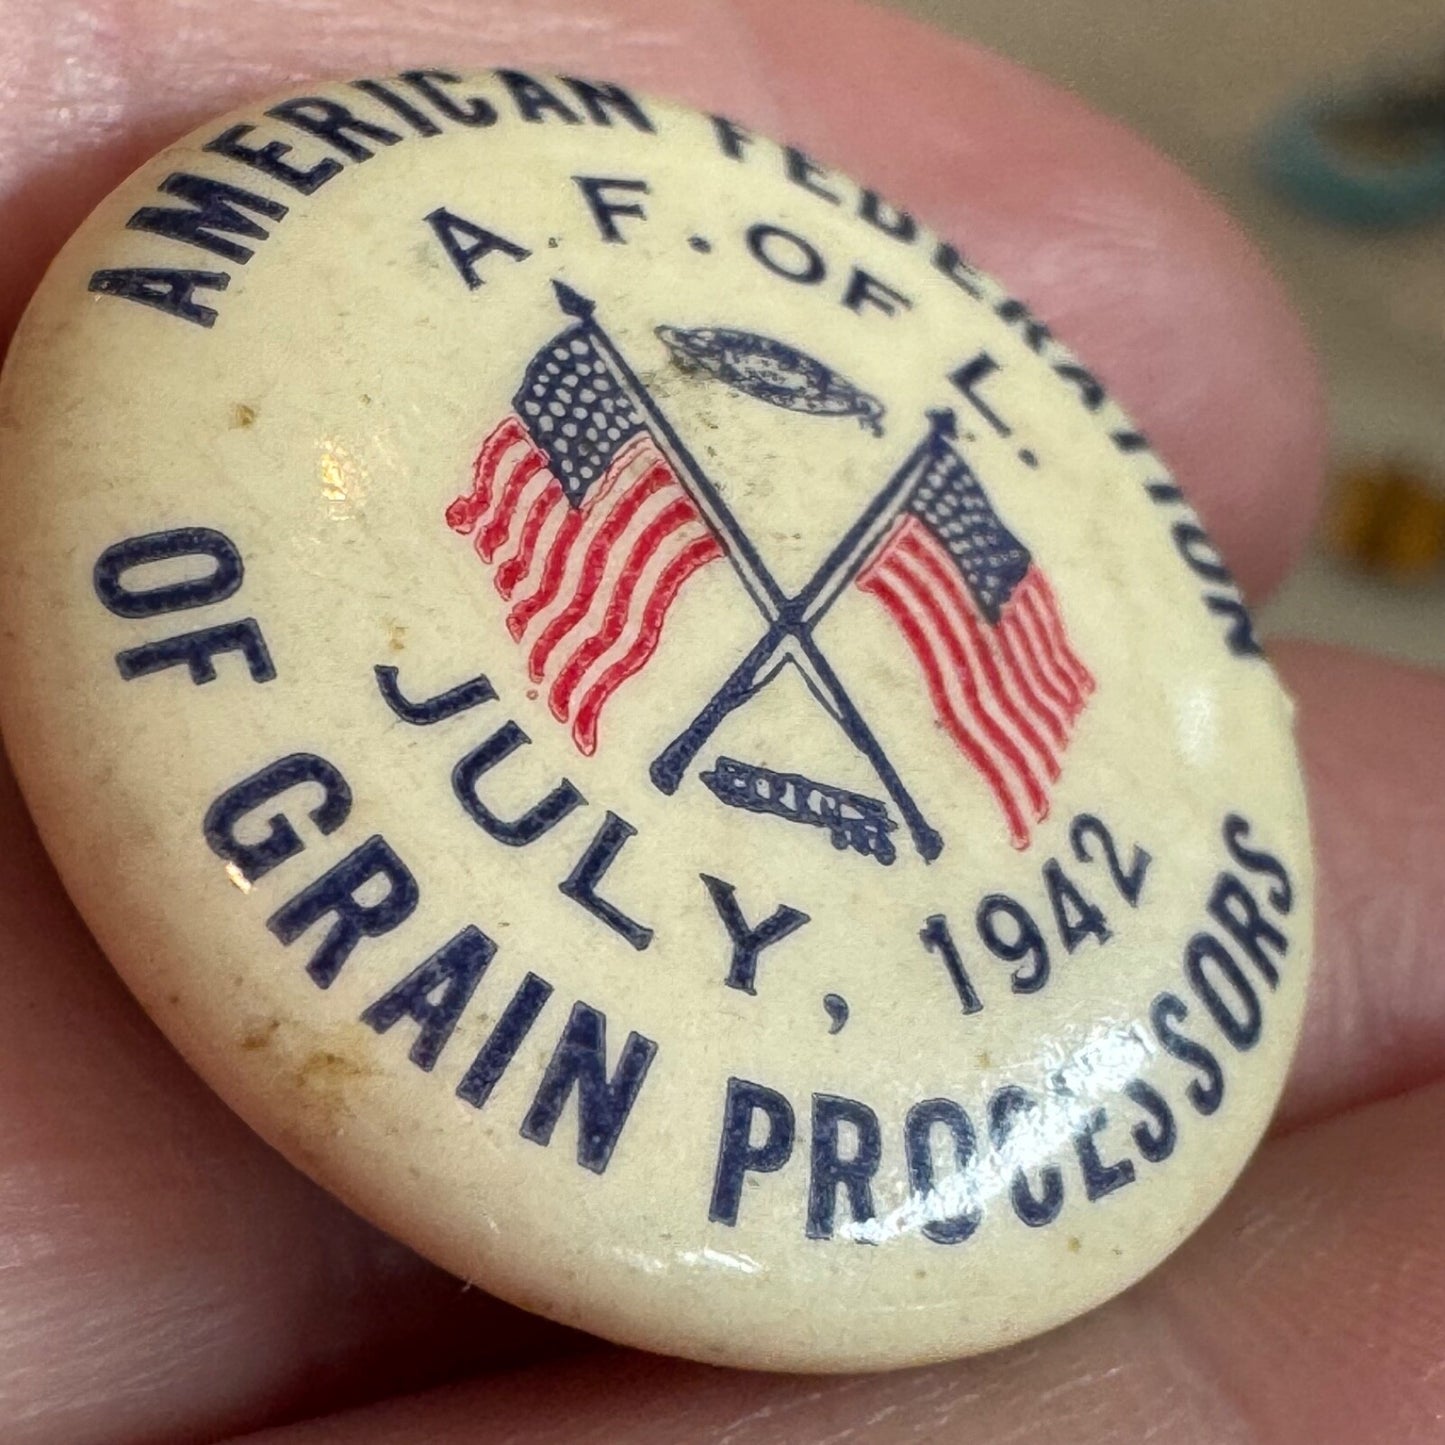 AMERICAN FEDERATION
A. F. OF L.
JULY, 1942
OF GRAIN PROCESSORS